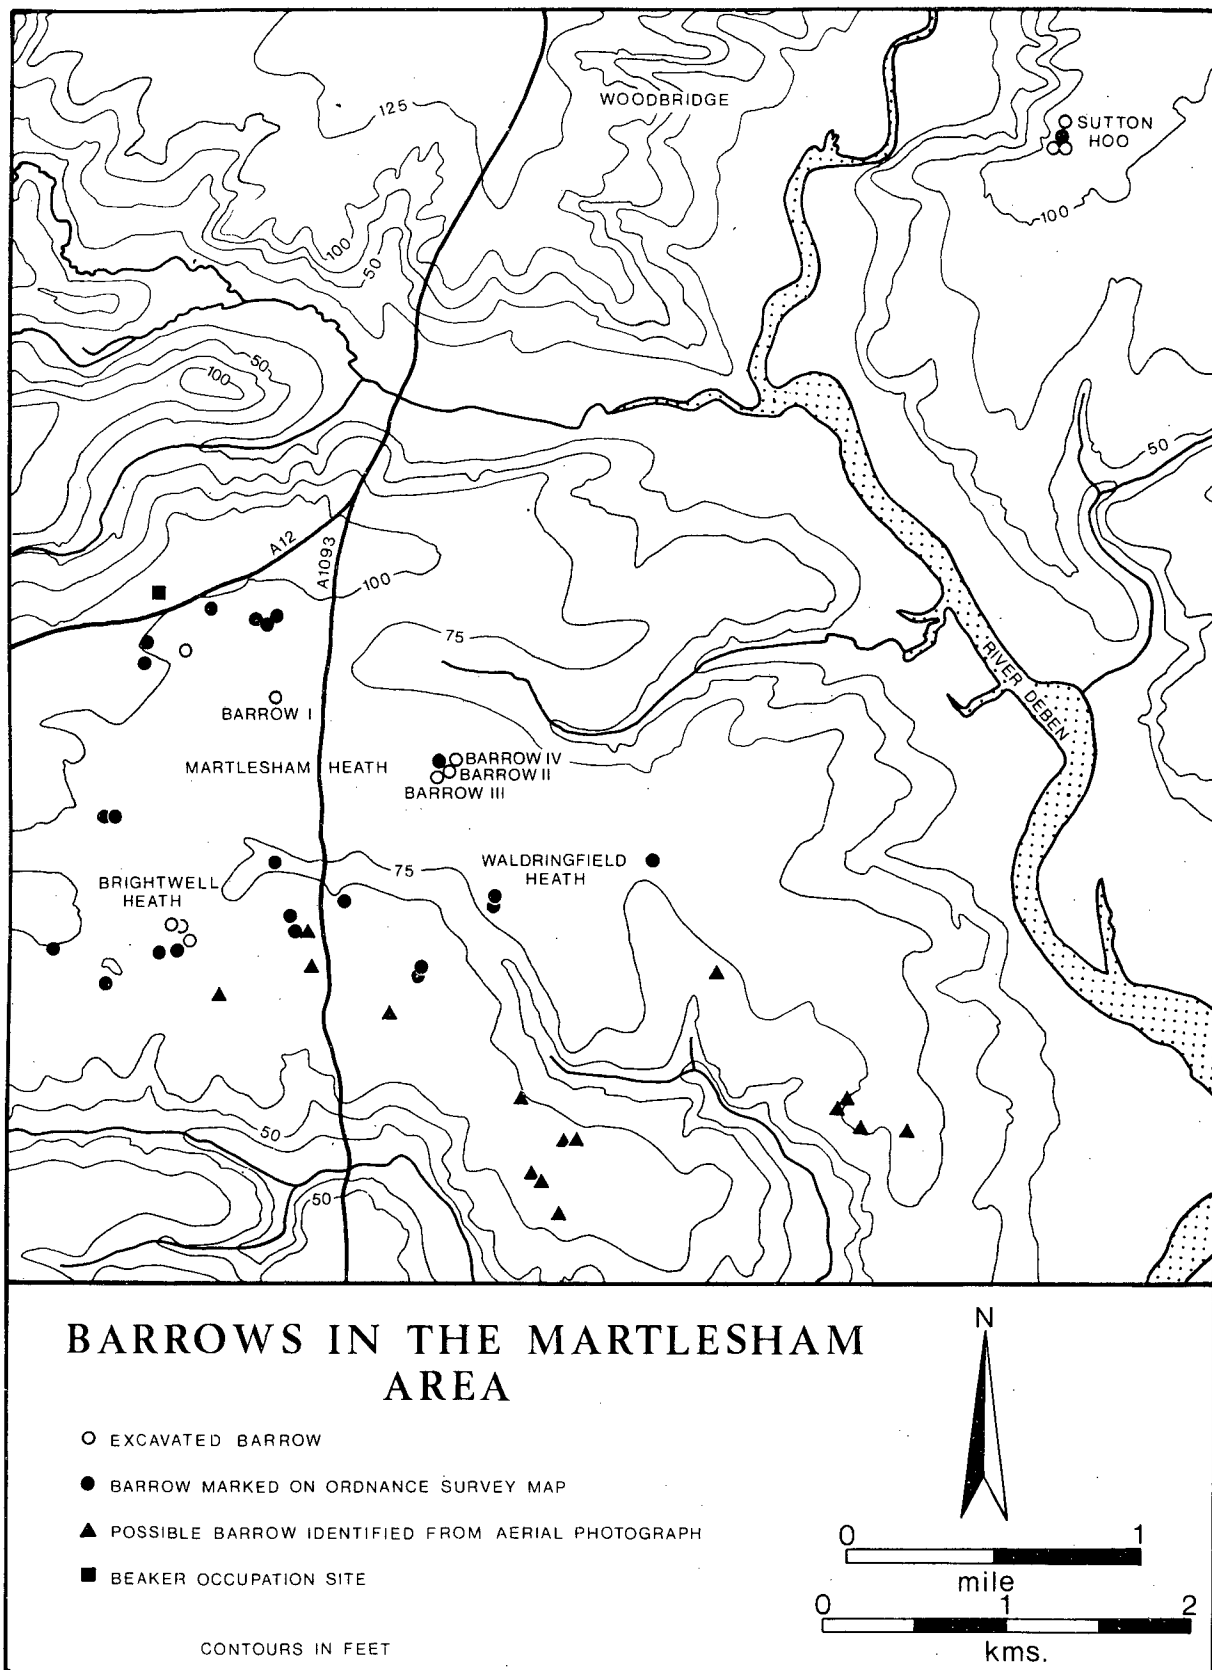 125
WOODBRIDGE
SUTTON
HOO
100
100
50
50
100
50
A12
A1093
100
75
RIVER DEBEN
BARROW I
MARTLESHAM HEATH
BARROW IV
BARROW II
BARROW III
75
WALDRINGFIELD
HEATH
BRIGHTWELL
HEATH
50
50
BARROWS IN THE MARTLESHAM
AREA
EXCAVATED BARROW
BARROW MARKED ON ORDNANCE SURVEY MAP
POSSIBLE BARROW IDENTIFIED FROM AERIAL PHOTOGRAPH
BEAKER OCCUPATION SITE
CONTOURS IN FEET
N
0 1
mile
0 1 2
kms.